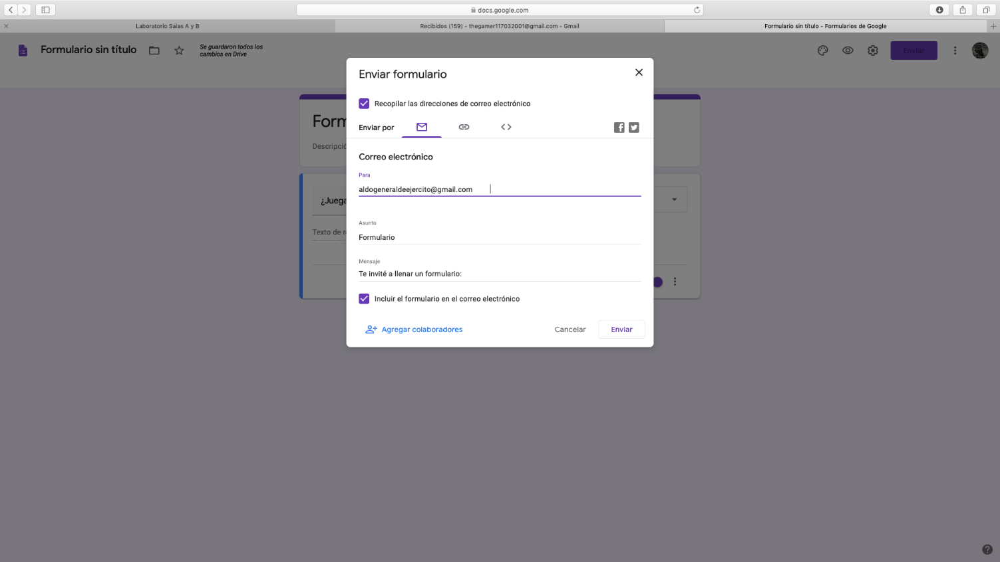 docs.google.com
Laboratorio Salas A y B
Recibidos (159) - thegamer117032001@gmail.com - Gmail
Formulario sin título - Formularios de Google
Formulario sin título
Se guardaron todos los
cambios en Drive
Enviar
Enviar formulario
Recopilar las direcciones de correo electrónico
Form
Enviar por
Descripció
Correo electrónico
Para
aldogeneraldeejercito@gmail.com
¿Juega
Asunto
Texto de re
Formulario
Mensaje
Te invité a llenar un formulario:
Incluir el formulario en el correo electrónico
Agregar colaboradores
Cancelar
Enviar